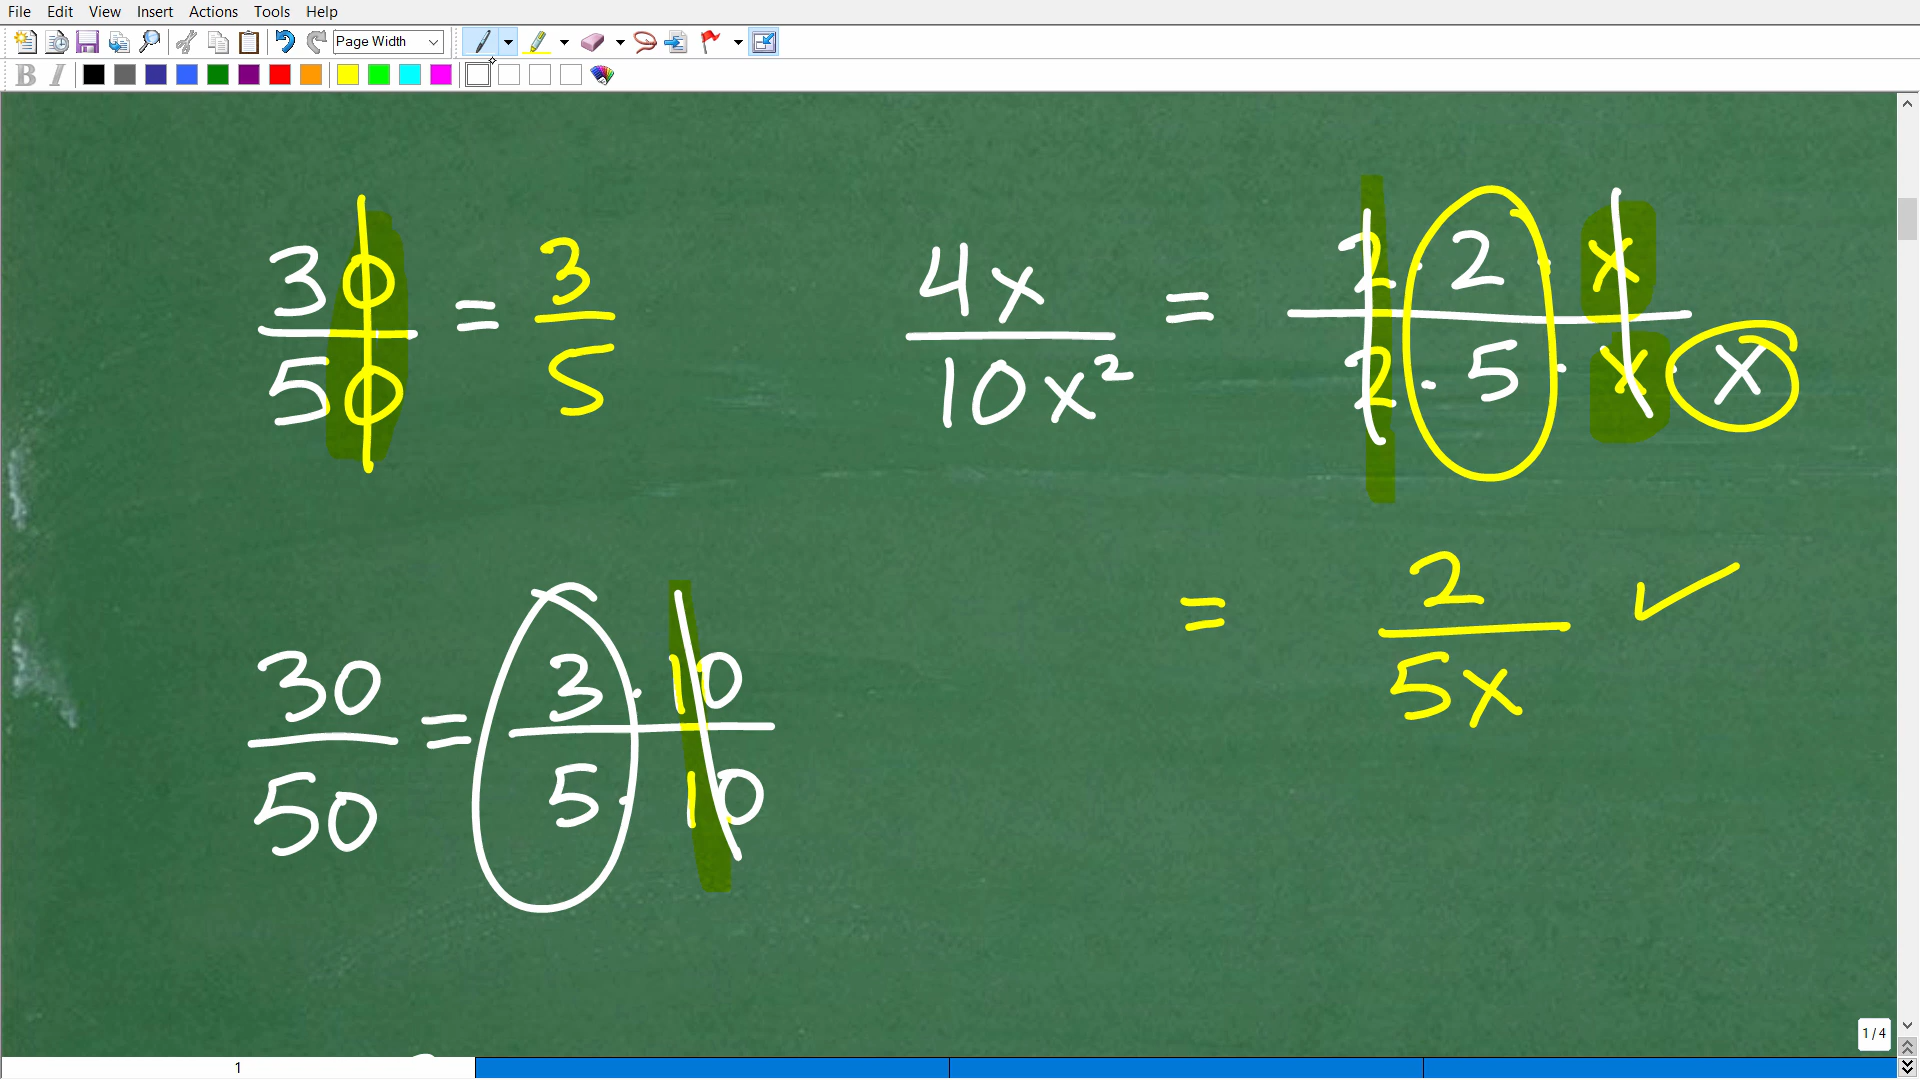 File Edit View Insert Actions Tools Help
Page Width
B I
30/50 = 3/5
4x/10x² = 2·2·x/2·5·x·x
= 2/5x ✓
30/50 = 3·10/5·10
1/4
1